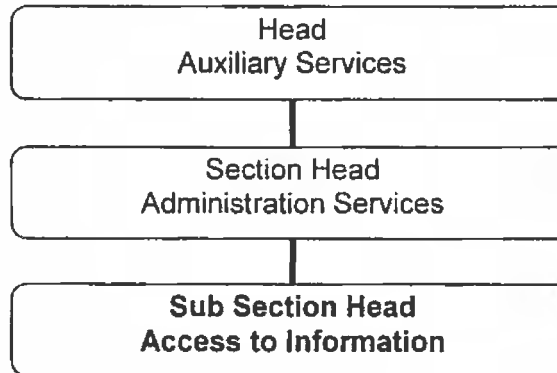 Head
Auxiliary Services
Section Head
Administration Services
Sub Section Head
Access to Information